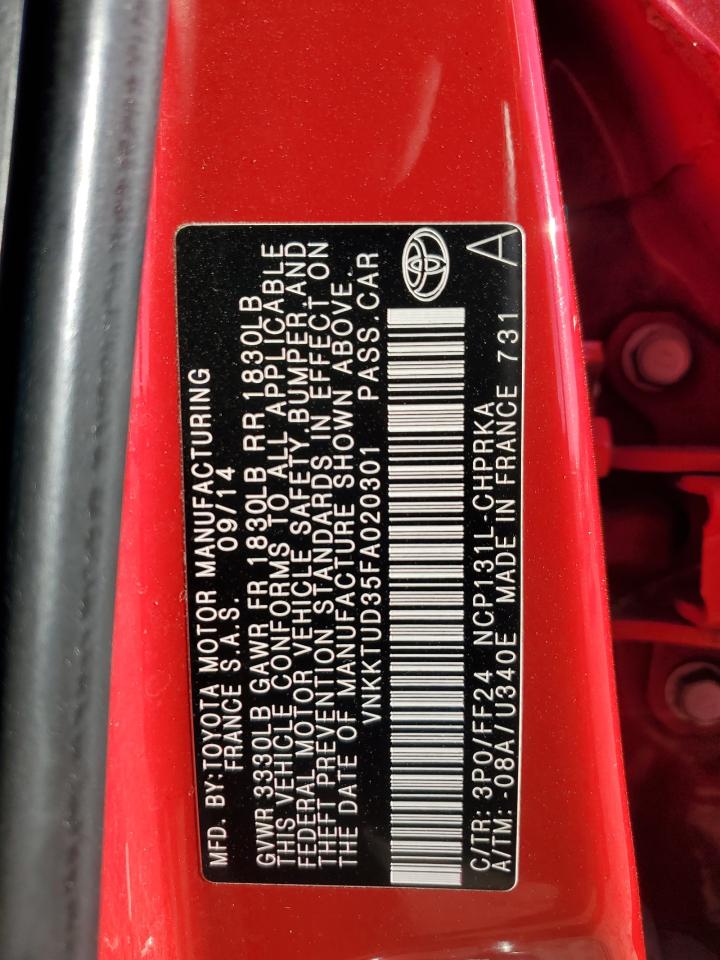 MFD. BY:TOYOTA MOTOR MANUFACTURING
FRANCE S.A.S. 09/14
GVWR 3330LB GAWR FR 1830LB RR 1830LB
THIS VEHICLE CONFORMS TO ALL APPLICABLE
FEDERAL MOTOR VEHICLE SAFETY, BUMPER, AND
THEFT PREVENTION STANDARDS IN EFFECT ON
THE DATE OF MANUFACTURE SHOWN ABOVE.
VNKKTUD35FA020301 PASS. CAR
C/TR: 3P0/FF24 NCP131L-CHPRKA
A/TM: -08A/U340E MADE IN FRANCE 731 A